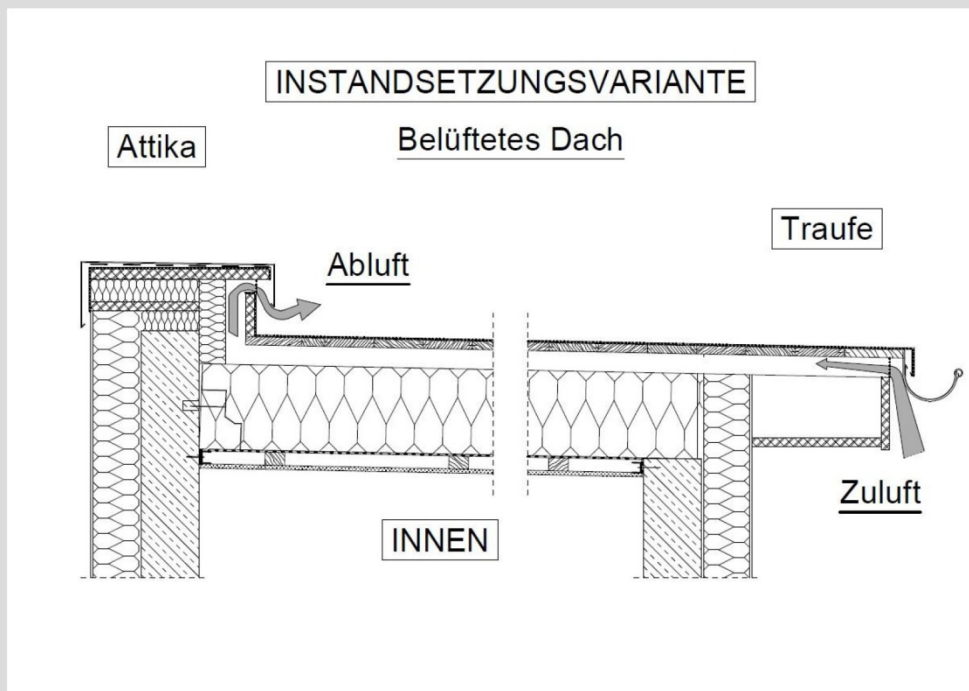 INSTANDSETZUNGSVARIANTE
Belüftetes Dach
Attika
Traufe
Abluft
Zuluft
INNEN